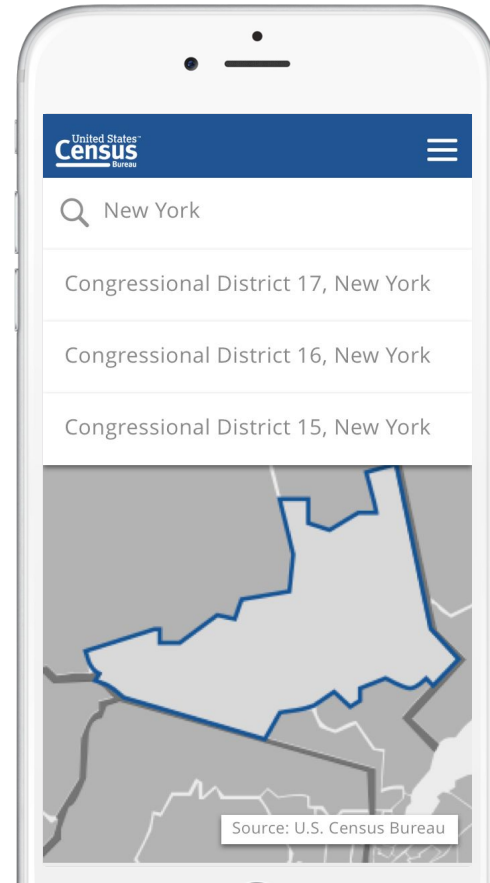 United States™
Census
Bureau
New York
Congressional District 17, New York
Congressional District 16, New York
Congressional District 15, New York
Source: U.S. Census Bureau